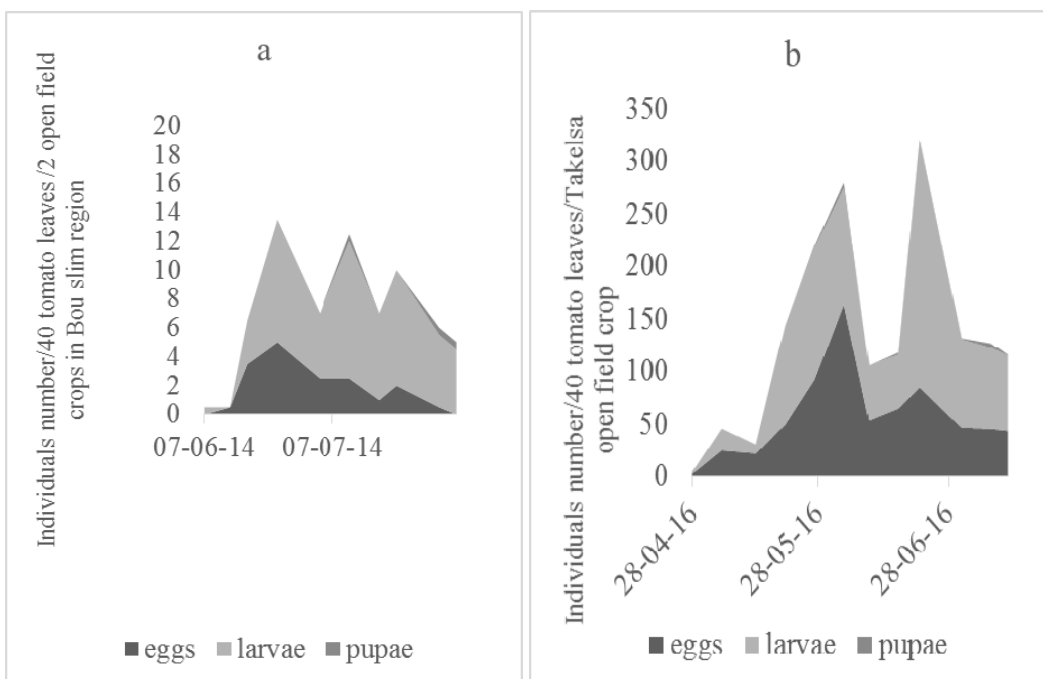 a
Individuals number/40 tomato leaves/2 open field
crops in Bou slim region
20
18
16
14
12
10
8
6
4
2
0
07-06-14 07-07-14
eggs larvae pupae
b
Individuals number/40 tomato leaves/Takelsa
open field crop
350
300
250
200
150
100
50
0
28-04-16
28-05-16
28-06-16
eggs larvae pupae